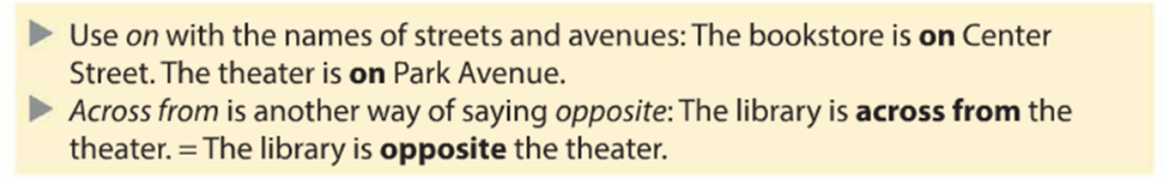 ▶ Use on with the names of streets and avenues: The bookstore is on Center
Street. The theater is on Park Avenue.
▶ Across from is another way of saying opposite: The library is across from the
theater. = The library is opposite the theater.